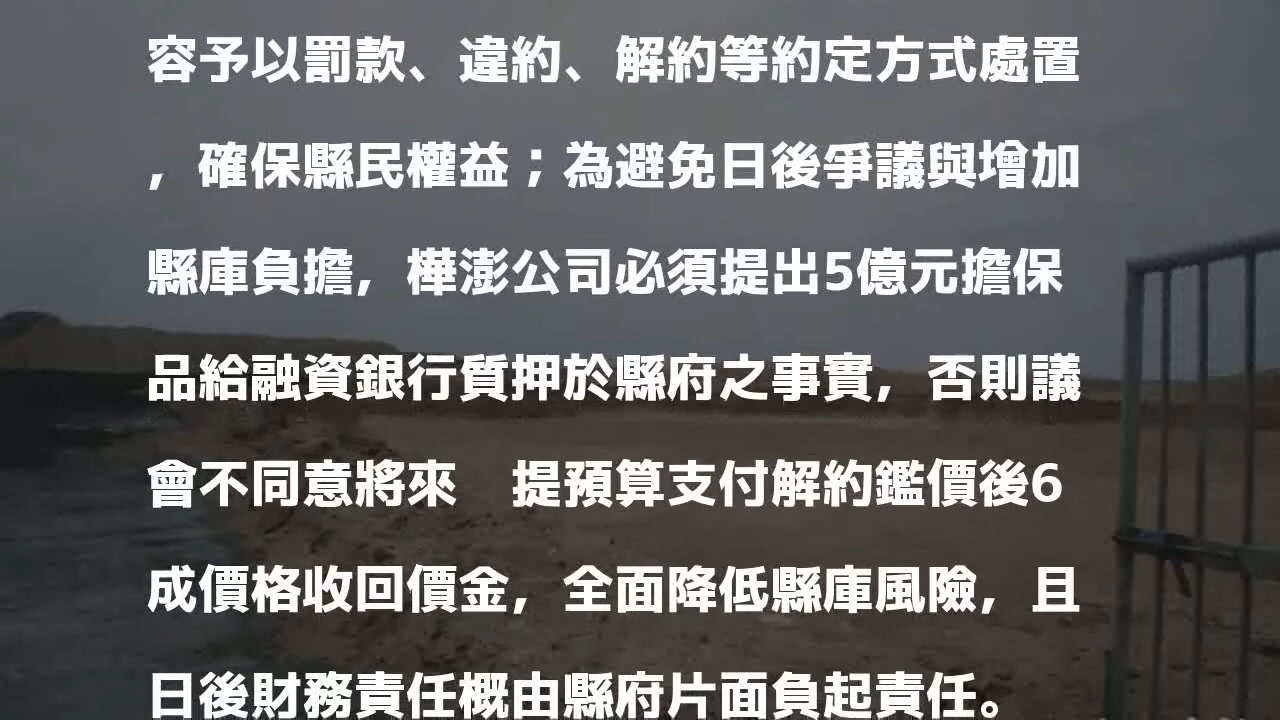 容予以罰款、違約、解約等約定方式處置
，確保縣民權益；為避免日後爭議與增加
縣庫負擔，樺澎公司必須提出5億元擔保
品給融資銀行質押於縣府之事實，否則議
會不同意將來　提預算支付解約鑑價後6
成價格收回價金，全面降低縣庫風險，且
日後財務責任概由縣府片面負起責任。